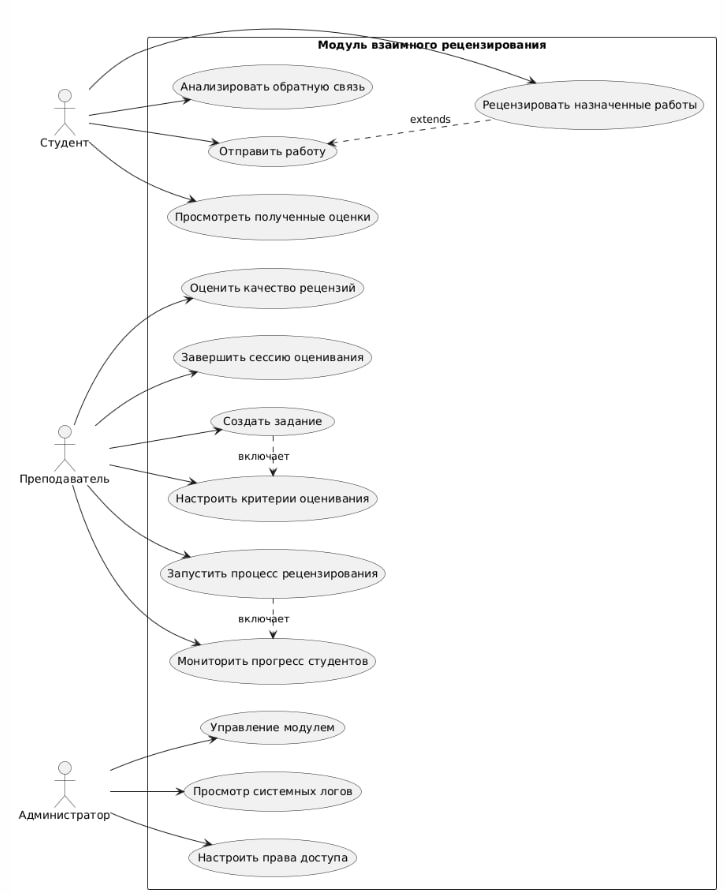 Модуль взаимного рецензирования
Анализировать обратную связь
Рецензировать назначенные работы
extends
Студент
Отправить работу
Просмотреть полученные оценки
Оценить качество рецензий
Завершить сессию оценивания
Создать задание
включает
Преподаватель
Настроить критерии оценивания
Запустить процесс рецензирования
включает
Мониторить прогресс студентов
Управление модулем
Просмотр системных логов
Администратор
Настроить права доступа